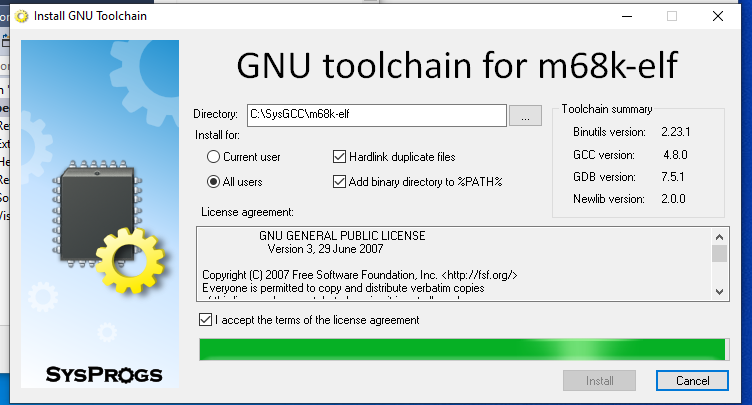 Install GNU Toolchain
GNU toolchain for m68k-elf
Directory: C:\SysGCC\m68k-elf ...
Install for:
Current user
Hardlink duplicate files
All users
Add binary directory to %PATH%
Toolchain summary
Binutils version: 2.23.1
GCC version: 4.8.0
GDB version: 7.5.1
Newlib version: 2.0.0
License agreement:
GNU GENERAL PUBLIC LICENSE
Version 3, 29 June 2007
Copyright (C) 2007 Free Software Foundation, Inc. <http://fsf.org/>
Everyone is permitted to copy and distribute verbatim copies
I accept the terms of the license agreement
SYSPROGS
Install
Cancel